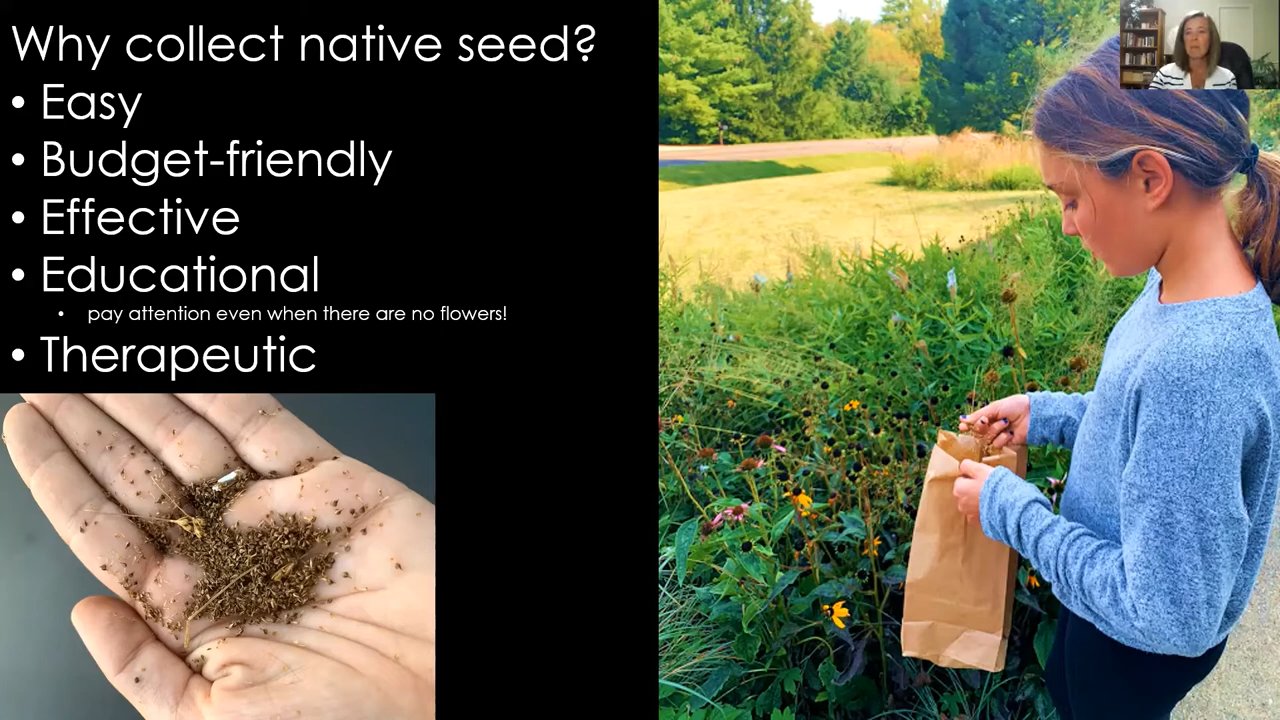 Why collect native seed?
• Easy
• Budget-friendly
• Effective
• Educational
• pay attention even when there are no flowers!
• Therapeutic